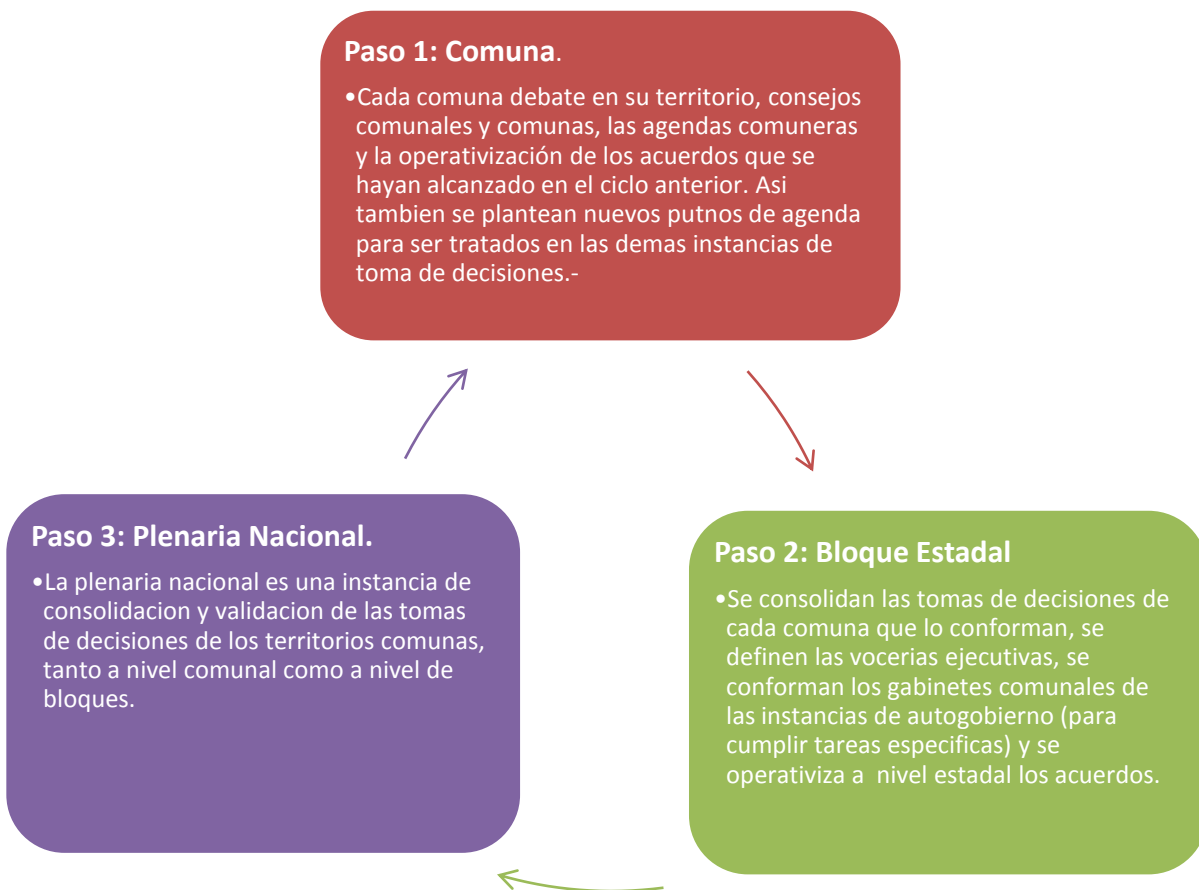 Paso 1: Comuna.
•Cada comuna debate en su territorio, consejos
comunales y comunas, las agendas comuneras
y la operativización de los acuerdos que se
hayan alcanzado en el ciclo anterior. Asi
tambien se plantean nuevos putnos de agenda
para ser tratados en las demas instancias de
toma de decisiones.-
Paso 2: Bloque Estadal
•Se consolidan las tomas de decisiones de
cada comuna que lo conforman, se
definen las vocerias ejecutivas, se
conforman los gabinetes comunales de
las instancias de autogobierno (para
cumplir tareas especificas) y se
operativiza a  nivel estadal los acuerdos.
Paso 3: Plenaria Nacional.
•La plenaria nacional es una instancia de
consolidacion y validacion de las tomas
de decisiones de los territorios comunas,
tanto a nivel comunal como a nivel de
bloques.